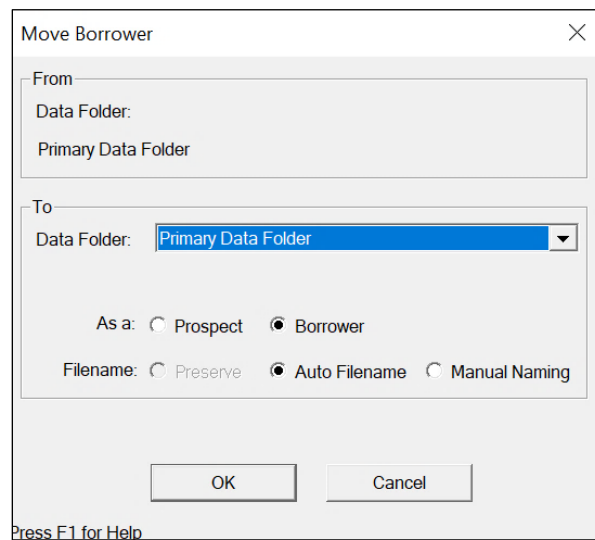 Move Borrower
From
Data Folder:
Primary Data Folder
To
Data Folder: Primary Data Folder
As a: Prospect Borrower
Filename: Preserve Auto Filename Manual Naming
OK Cancel
Press F1 for Help